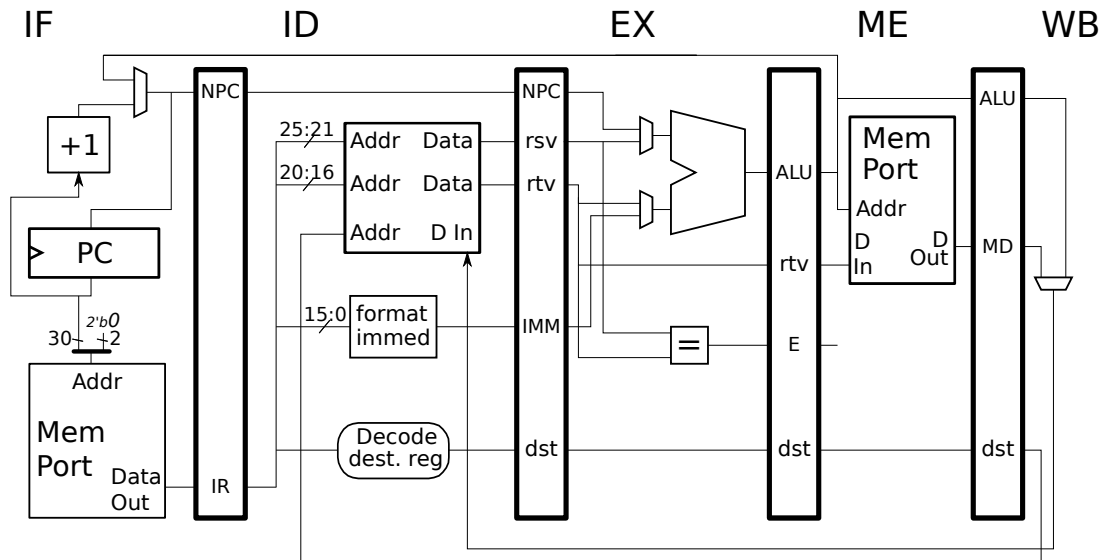 IF ID EX ME WB
NPC NPC ALU
+1
25:21 Addr Data rsv
Mem
Port
20:16 Addr Data rtv
ALU
Addr
Addr D In
PC
D
In
D
Out
MD
rtv
15:0 format
immed
IMM
2'b0
30 2
= E
Addr
Mem
Port
Decode
dest. reg
dst dst dst
Data
Out
IR